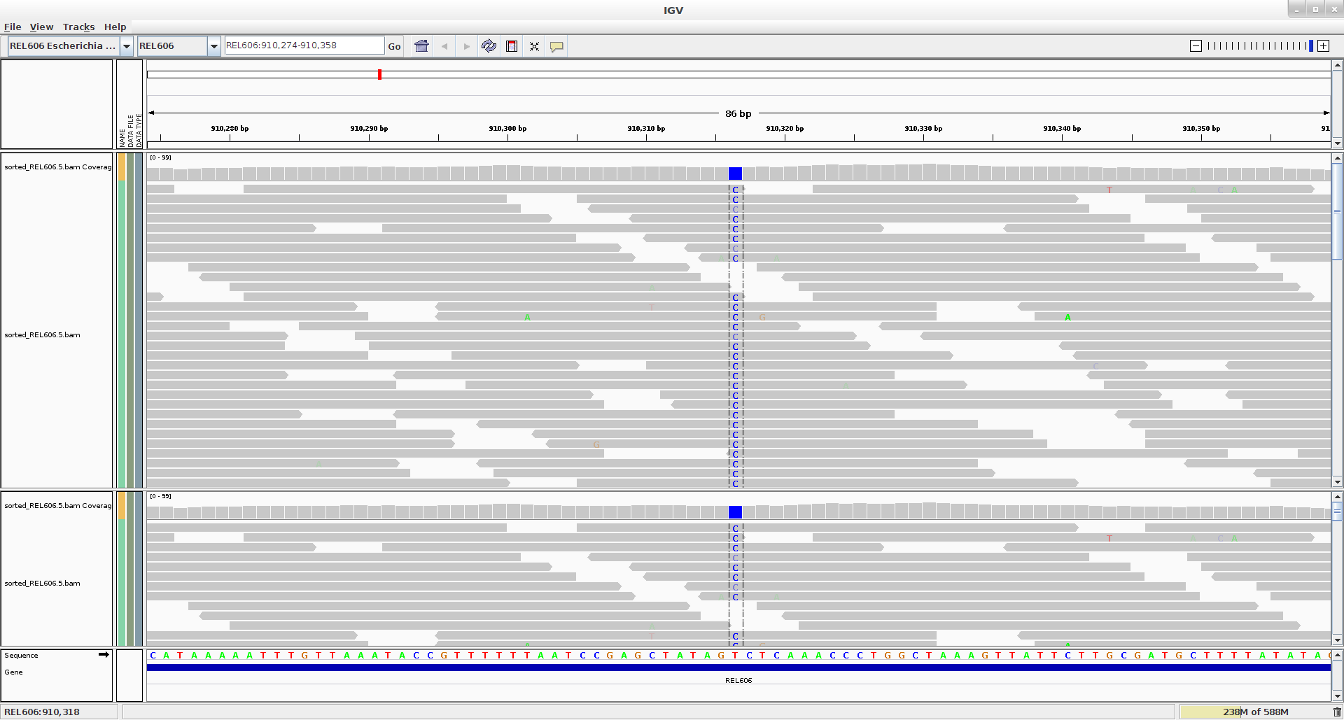 IGV
File View Tracks Help
REL606 Escherichia ... REL606 REL606:910,274-910,358 Go
NAME
DATA FILE
DATA TYPE
86 bp
910,280 bp 910,290 bp 910,300 bp 910,310 bp 910,320 bp 910,330 bp 910,340 bp 910,350 bp 91
sorted_REL606.5.bam Coverag
[0 - 99]
C T C A
C
C
C
C
C
C
C
C
T C
A C G A
C
C
C
C
C C
C
C
C
C
C
C
C
G C
C
C
C
C
sorted_REL606.5.bam
sorted_REL606.5.bam Coverag
[0 - 99]
C
C T C A
C
C
C
C
C
C
T C
sorted_REL606.5.bam
Sequence C A T A A A A A T T T G T T A A A T A C C G T T T T T T A A T C C G A G C T A T A G T C T C A A A C C C T G G C T A A A G T T A T T C T T G C G A T G C T T T T A T A T A G
Gene
REL606
REL606:910,318
238M of 588M